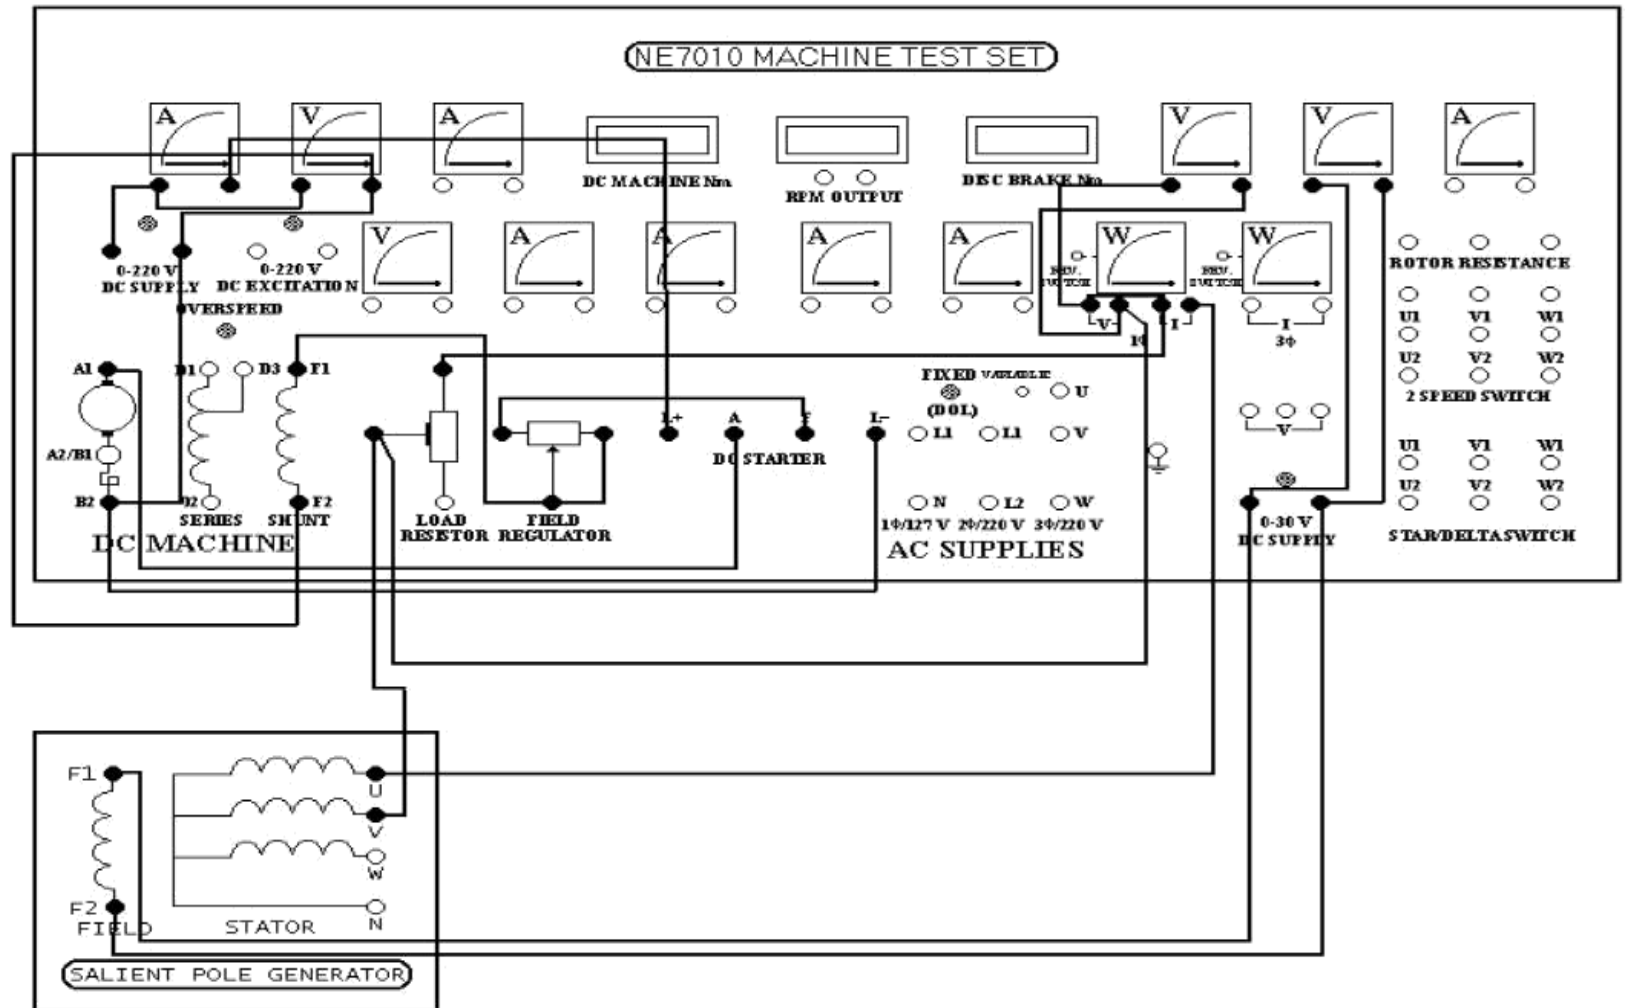 NE7010 MACHINE TEST SET
A V A V V A
DC MACHINE Nm
RPM OUTPUT
DISC BRAKE Nm
V A A A A W W
0-220 V
DC SUPPLY
0-220 V
DC EXCITATION
REV.
REV.
ROTOR RESISTANCE
OVERSPEED
V I
1Φ
I
3Φ
U1 V1 W1
U2 V2 W2
2 SPEED SWITCH
A1 D1 D3 F1
FIXED VARIABLE
(DOL)
U
L+ A F L-
L1 L1 V
DC STARTER
V
A2/B1
U1 V1 W1
U2 V2 W2
STAR/DELTA SWITCH
B2 D2 F2
SERIES SHUNT
LOAD
RESISTOR
FIELD
REGULATOR
N L2 W
1Φ/127 V 2Φ/220 V 3Φ/220 V
0-30 V
DC SUPPLY
DC MACHINE
AC SUPPLIES
F1 U
V
W
F2 N
FIELD STATOR
SALIENT POLE GENERATOR